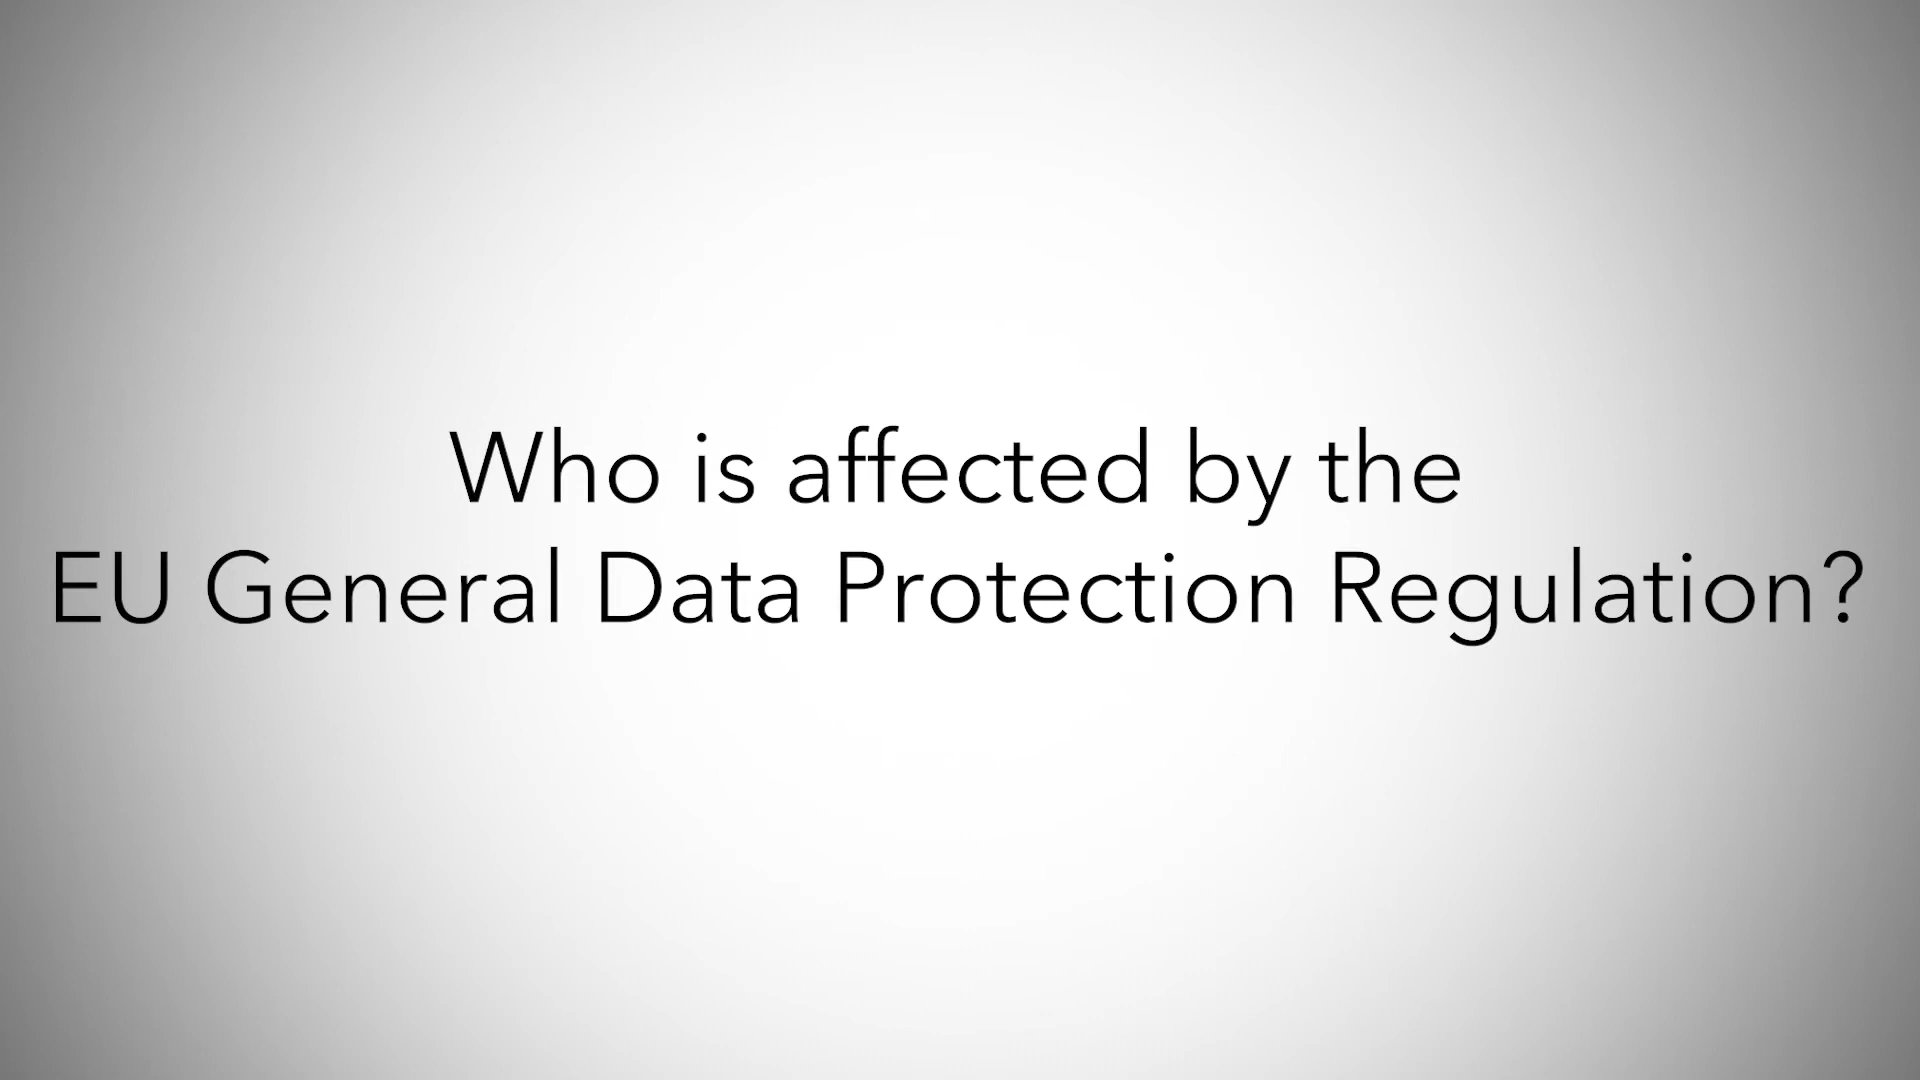 Who is affected by the
EU General Data Protection Regulation?